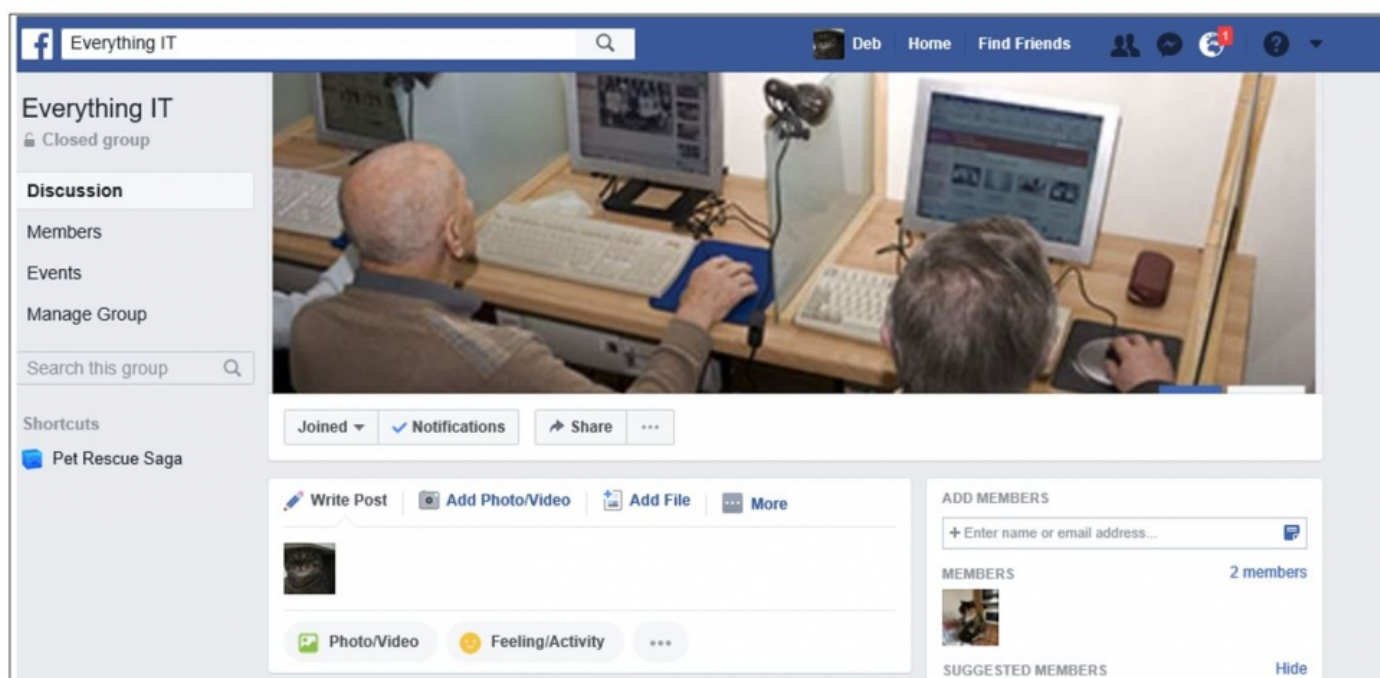 Everything IT
Deb Home Find Friends 1 ?
Everything IT
Closed group
Discussion
Members
Events
Manage Group
Search this group
Shortcuts
Pet Rescue Saga
Joined Notifications Share ...
Write Post Add Photo/Video Add File More
Photo/Video Feeling/Activity ...
ADD MEMBERS
+ Enter name or email address...
MEMBERS 2 members
SUGGESTED MEMBERS Hide